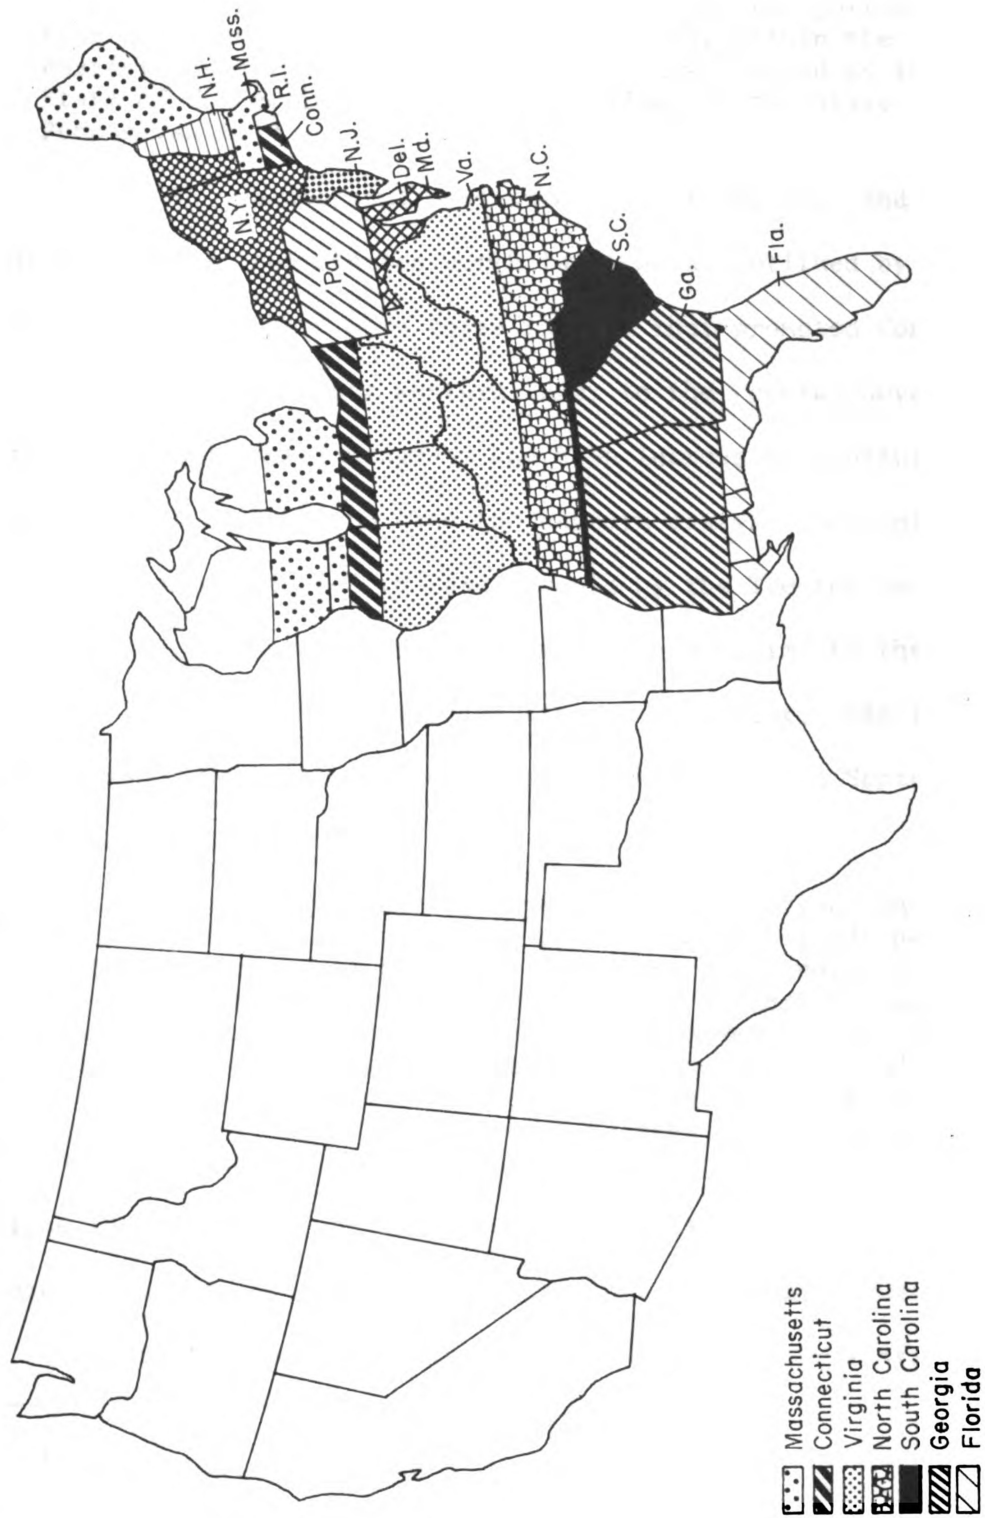 N.H.
Mass.
R.I.
Conn.
N.Y.
N.J.
Pa.
Del.
Md.
Va.
N.C.
S.C.
Ga.
Fla.
Massachusetts
Connecticut
Virginia
North Carolina
South Carolina
Georgia
Florida